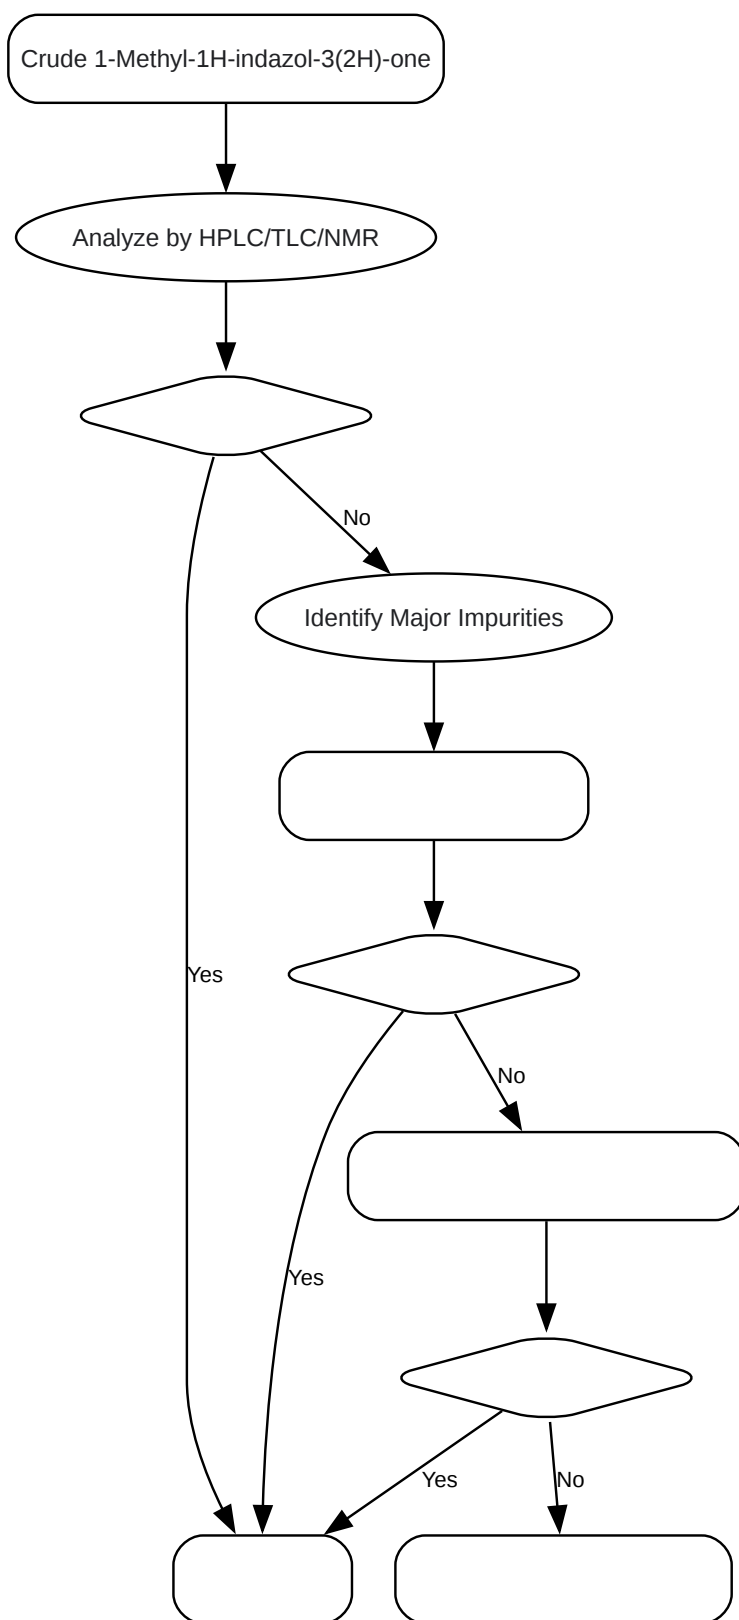 Crude 1-Methyl-1H-indazol-3(2H)-one
Analyze by HPLC/TLC/NMR
No
Identify Major Impurities
Yes
No
Yes
Yes
No